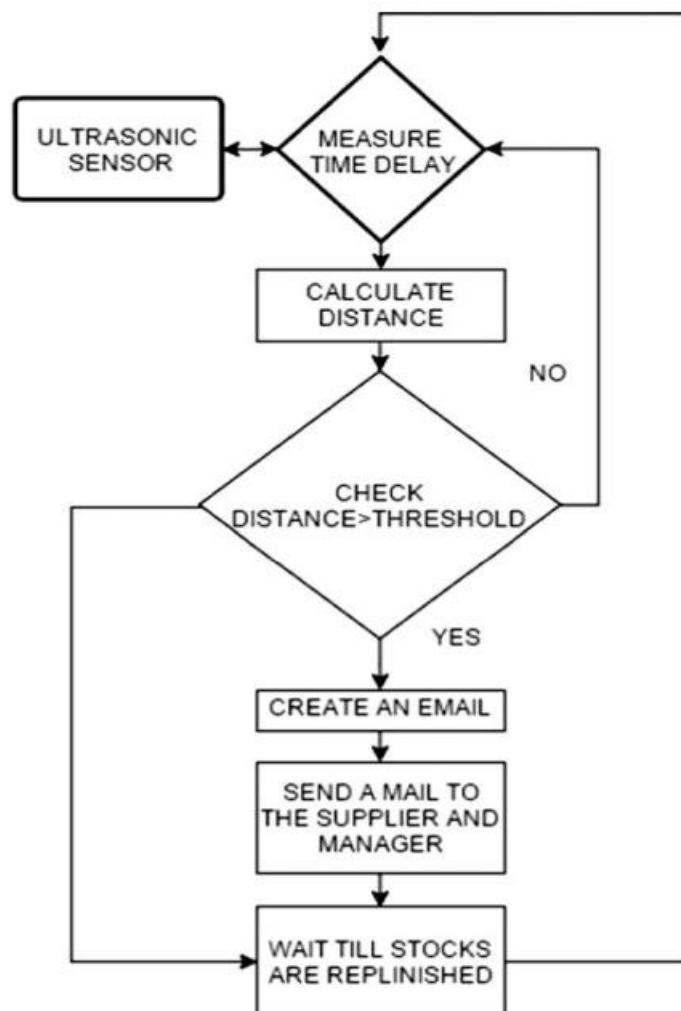 ULTRASONIC
SENSOR
MEASURE
TIME DELAY
CALCULATE
DISTANCE
NO
CHECK
DISTANCE>THRESHOLD
YES
CREATE AN EMAIL
SEND A MAIL TO
THE SUPPLIER AND
MANAGER
WAIT TILL STOCKS
ARE REPLINISHED